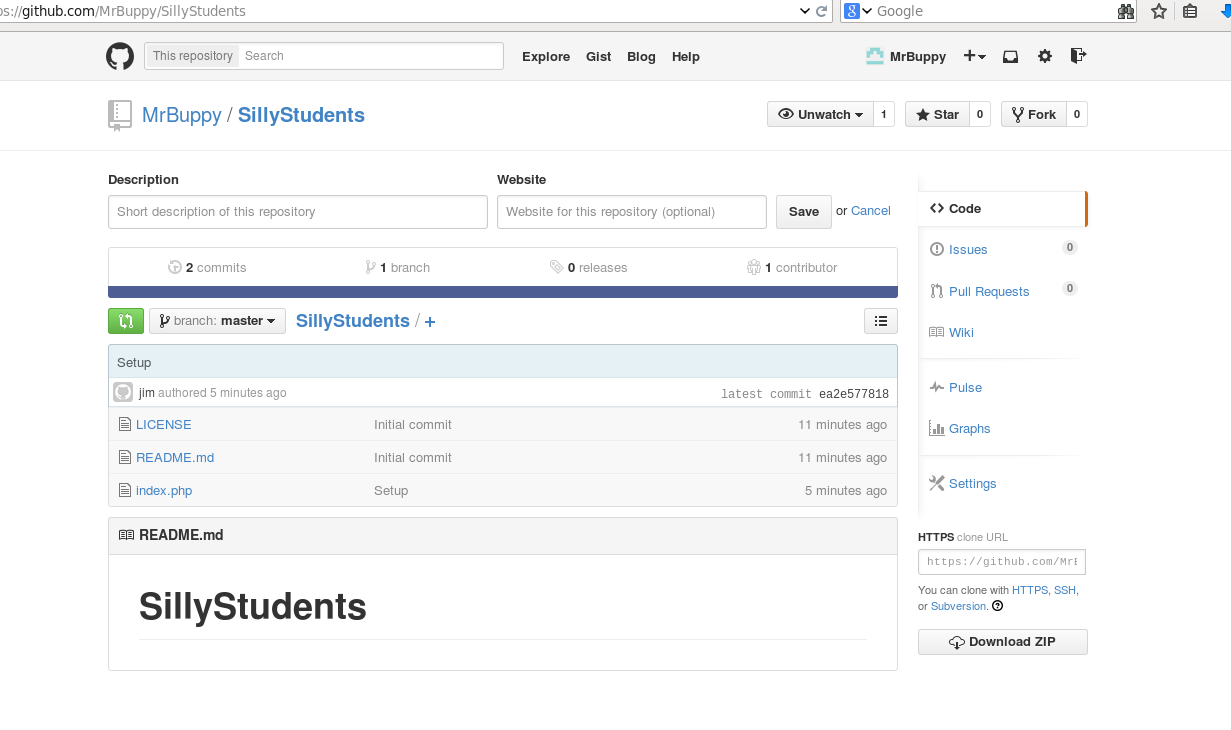 ps://github.com/MrBuppy/SillyStudents
Google
This repository Search
Explore Gist Blog Help
MrBuppy
MrBuppy / SillyStudents
Unwatch 1
Star 0
Fork 0
Description
Website
Short description of this repository
Website for this repository (optional)
Save or Cancel
2 commits
1 branch
0 releases
1 contributor
branch: master
SillyStudents / +
Setup
jim authored 5 minutes ago
latest commit ea2e577818
LICENSE Initial commit 11 minutes ago
README.md Initial commit 11 minutes ago
index.php Setup 5 minutes ago
README.md
SillyStudents
Code
Issues 0
Pull Requests 0
Wiki
Pulse
Graphs
Settings
HTTPS clone URL
https://github.com/MrB
You can clone with HTTPS, SSH,
or Subversion.
Download ZIP